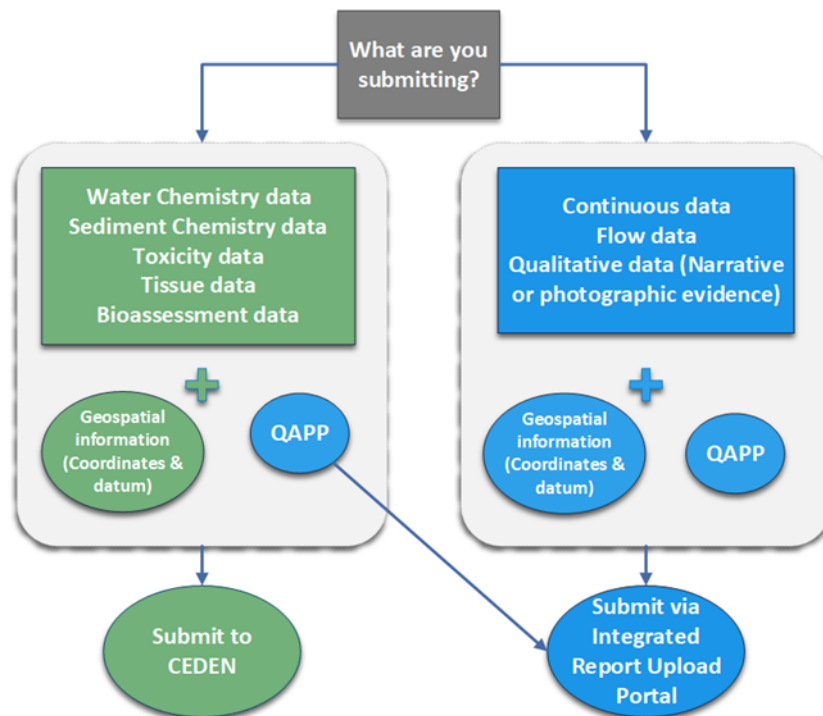 What are you
submitting?
Water Chemistry data
Sediment Chemistry data
Toxicity data
Tissue data
Bioassessment data
Geospatial
information
(Coordinates &
datum)
QAPP
Submit to
CEDEN
Continuous data
Flow data
Qualitative data (Narrative
or photographic evidence)
Geospatial
information
(Coordinates &
datum)
QAPP
Submit via
Integrated
Report Upload
Portal